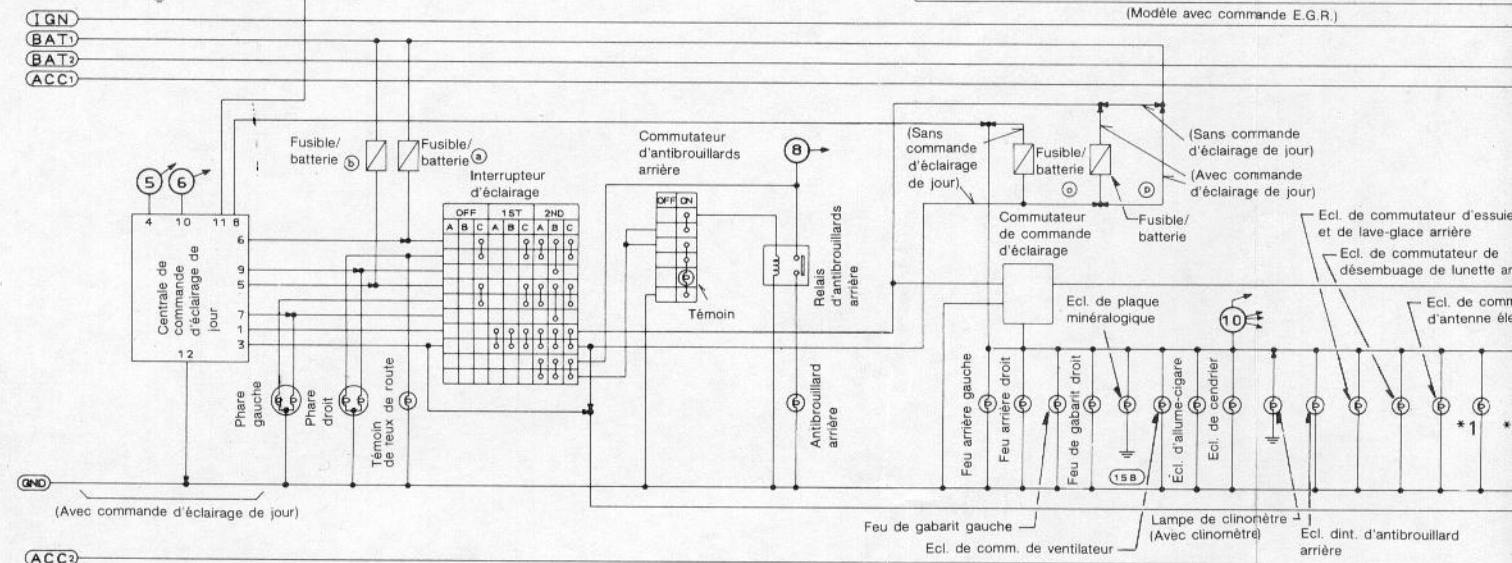 (Modèle avec commande E.G.R.)
IGN
BAT1
BAT2
ACC1
5
6
4
10
11
8
Fusible/
batterie
b
Fusible/
batterie
a
Interrupteur
d'éclairage
OFF
1ST
2ND
A B C A B C A B C
Commutateur
d'antibrouillards
arrière
OFF
ON
Témoin
8
Relais
d'antibrouillards
arrière
(Sans
commande
d'éclairage
de jour)
Fusible/
batterie
(Sans commande
d'éclairage de jour)
(Avec commande
d'éclairage de jour)
Fusible/
batterie
Commutateur
de commande
d'éclairage
Centrale de
commande
d'éclairage de
jour
6
9
5
7
1
3
12
Ecl. de commutateur d'essuie
et de lave-glace arrière
Ecl. de commutateur de
désembuage de lunette ar
Ecl. de comm
d'antenne éle
Ecl. de plaque
minéralogique
10
Phare
gauche
Phare
droit
Témoin
de feux de route
Antibrouillard
arrière
Feu arrière gauche
Feu arrière droit
Feu de gabarit droit
15B
Ecl. d'allume-cigare
Ecl. de cendrier
*1
*
GND
(Avec commande d'éclairage de jour)
Feu de gabarit gauche
Ecl. de comm. de ventilateur
Lampe de clinomètre
(Avec clinomètre)
Ecl. dint. d'antibrouillard
arrière
ACC2